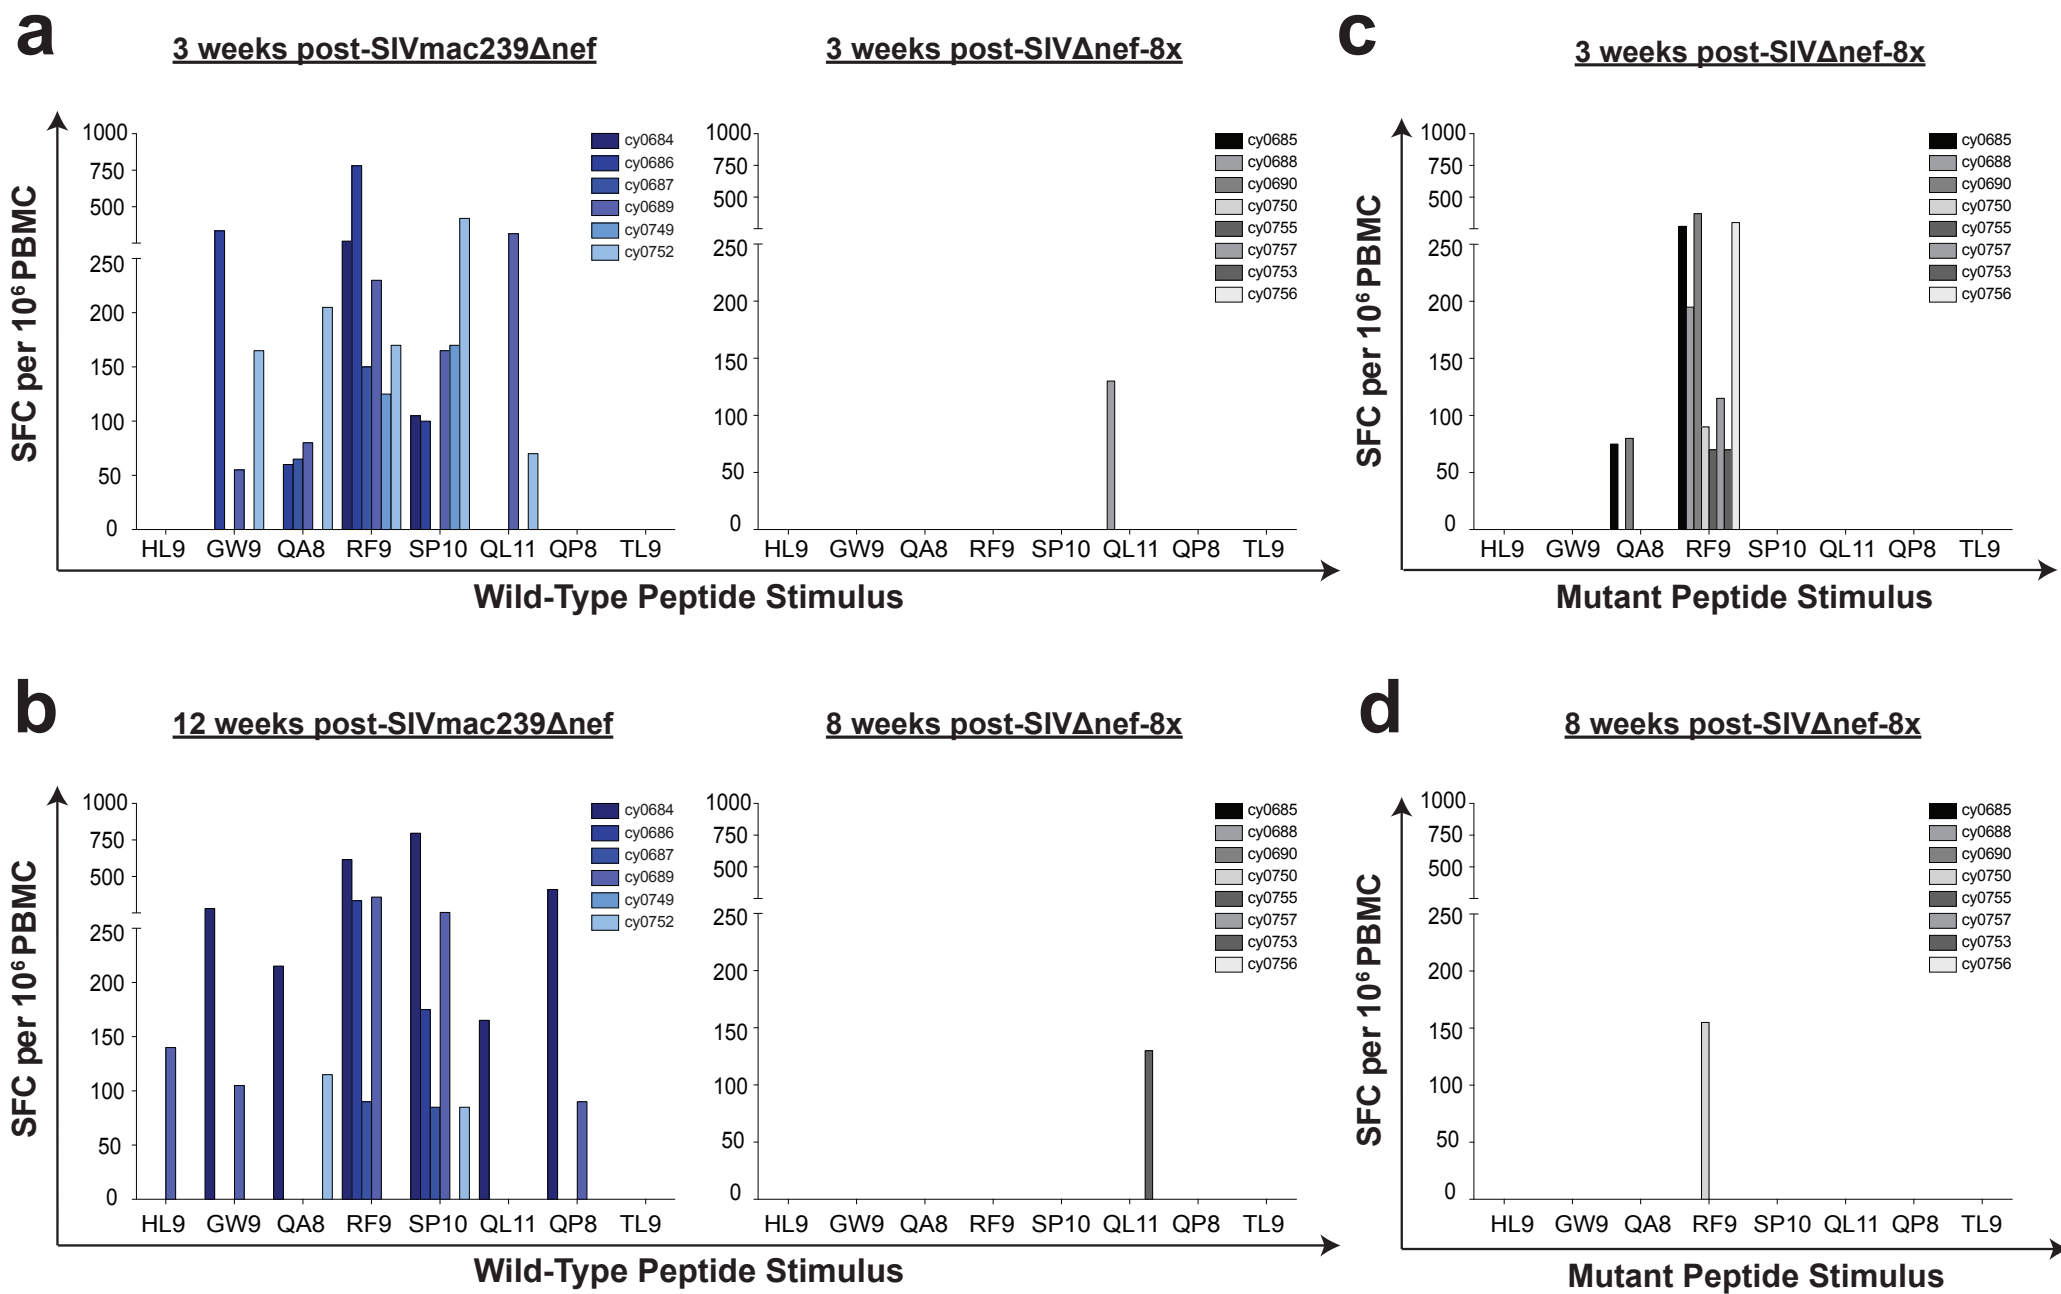 a
3 weeks post-SIVmac239Δnef
3 weeks post-SIVΔnef-8x
SFC per 10⁶ PBMC
1000
750
500
250
200
150
100
50
0
HL9 GW9 QA8 RF9 SP10 QL11 QP8 TL9
cy0684
cy0686
cy0687
cy0689
cy0749
cy0752
1000
750
500
250
200
150
100
50
0
HL9 GW9 QA8 RF9 SP10 QL11 QP8 TL9
cy0685
cy0688
cy0690
cy0750
cy0755
cy0757
cy0753
cy0756
Wild-Type Peptide Stimulus
c
3 weeks post-SIVΔnef-8x
SFC per 10⁶ PBMC
1000
750
500
250
200
150
100
50
0
HL9 GW9 QA8 RF9 SP10 QL11 QP8 TL9
cy0685
cy0688
cy0690
cy0750
cy0755
cy0757
cy0753
cy0756
Mutant Peptide Stimulus
b
12 weeks post-SIVmac239Δnef
8 weeks post-SIVΔnef-8x
SFC per 10⁶ PBMC
1000
750
500
250
200
150
100
50
0
HL9 GW9 QA8 RF9 SP10 QL11 QP8 TL9
cy0684
cy0686
cy0687
cy0689
cy0749
cy0752
1000
750
500
250
200
150
100
50
0
HL9 GW9 QA8 RF9 SP10 QL11 QP8 TL9
cy0685
cy0688
cy0690
cy0750
cy0755
cy0757
cy0753
cy0756
Wild-Type Peptide Stimulus
d
8 weeks post-SIVΔnef-8x
SFC per 10⁶ PBMC
1000
750
500
250
200
150
100
50
0
HL9 GW9 QA8 RF9 SP10 QL11 QP8 TL9
cy0685
cy0688
cy0690
cy0750
cy0755
cy0757
cy0753
cy0756
Mutant Peptide Stimulus